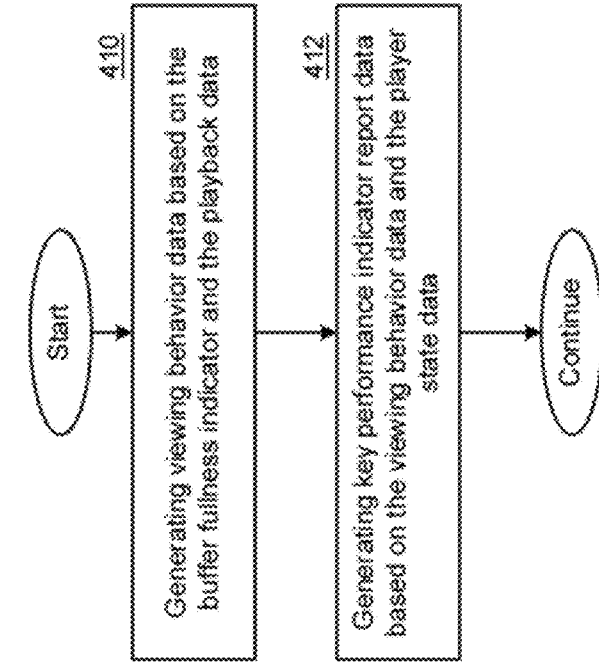 Start
410
Generating viewing behavior data based on the
buffer fullness indicator and the playback data
412
Generating key performance indicator report data
based on the viewing behavior data and the player
state data
Continue